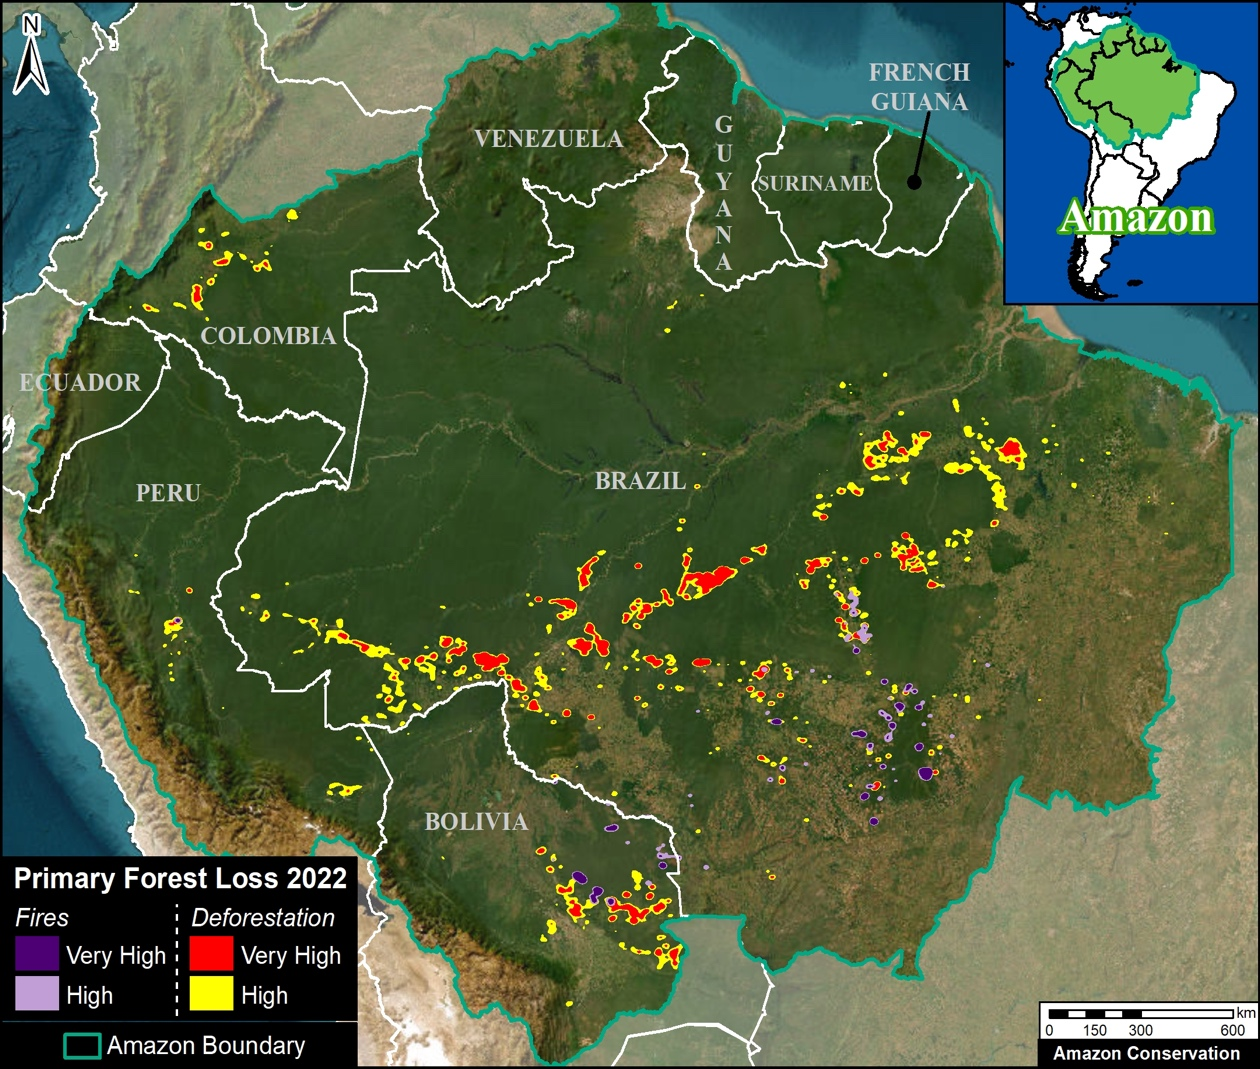 N
FRENCH
GUIANA
VENEZUELA
GUYANA
SURINAME
Amazon
COLOMBIA
ECUADOR
BRAZIL
PERU
BOLIVIA
Primary Forest Loss 2022
Fires
Deforestation
Very High
Very High
High
High
Amazon Boundary
km
0 150 300 600
Amazon Conservation